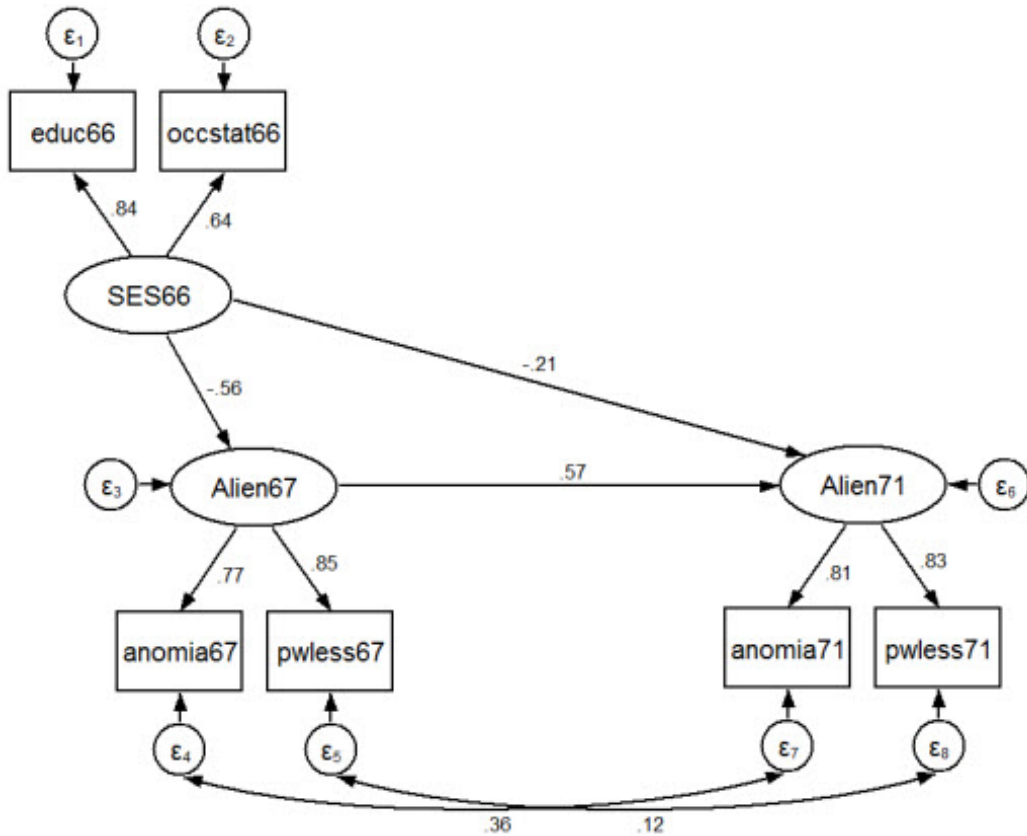 ε1
ε2
educ66
occstat66
.84
.64
SES66
-.56
-.21
ε3
Alien67
.57
Alien71
ε6
.77
.85
.81
.83
anomia67
pwless67
anomia71
pwless71
ε4
ε5
ε7
ε8
.36
.12